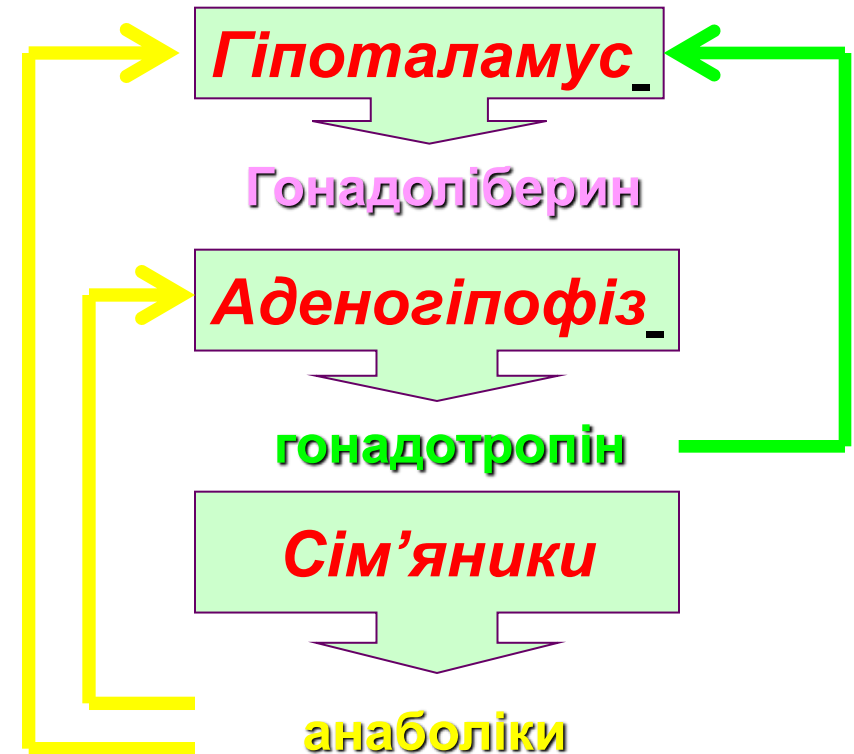 Гіпоталамус-
Гонадоліберин
Аденогіпофіз-
гонадотропін
Сім’яники
анаболіки